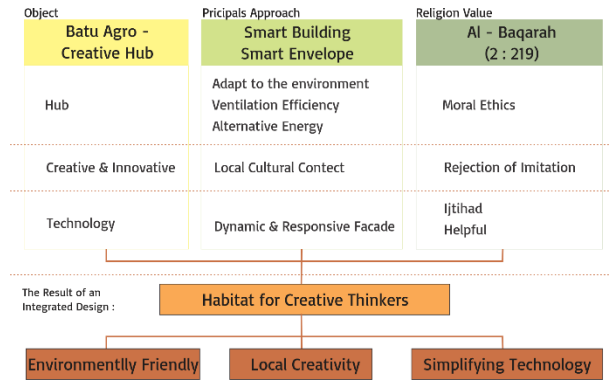 Object
Pricipals Approach
Religion Value
Batu Agro -
Creative Hub
Smart Building
Smart Envelope
Al - Baqarah
(2 : 219)
Hub
Adapt to the environment
Ventilation Efficiency
Alternative Energy
Moral Ethics
Creative & Innovative
Local Cultural Contect
Rejection of Imitation
Technology
Dynamic & Responsive Facade
Ijtihad
Helpful
The Result of an
Integrated Design :
Habitat for Creative Thinkers
Environmentlly Friendly
Local Creativity
Simplifying Technology